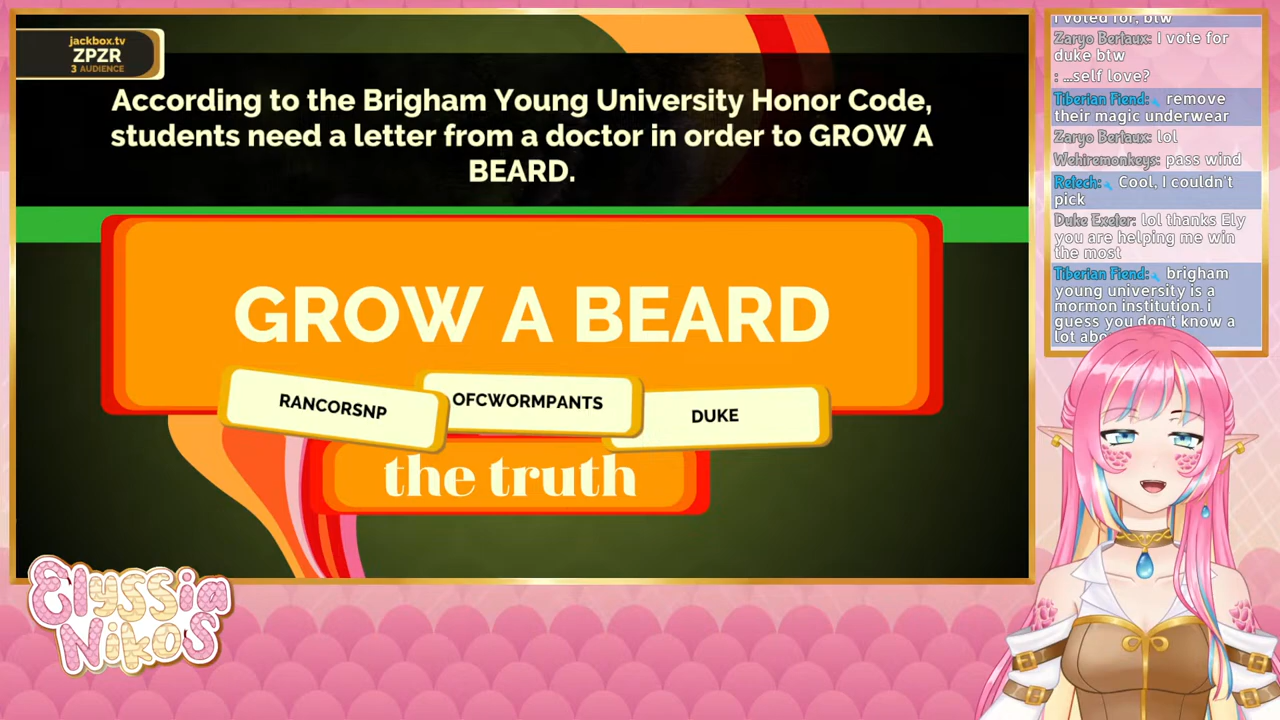 jackbox.tv
ZPZR
3 AUDIENCE
According to the Brigham Young University Honor Code,
students need a letter from a doctor in order to GROW A
BEARD.
GROW A BEARD
RANCORSNP
OFCWORMPANTS
DUKE
the truth
Elyssia
Nikos
I voted for, btw
Zaryo Berlaux: I vote for
duke btw
: ...self love?
Tiberian Fiend: remove
their magic underwear
Zaryo Berlaux: lol
Wehiremonkeys: pass wind
Retech: Cool, I couldn't
pick
Duke Exeter: lol thanks Ely
you are helping me win
the most
Tiberian Fiend: brigham
young university is a
mormon institution. i
guess you don't know a
lot